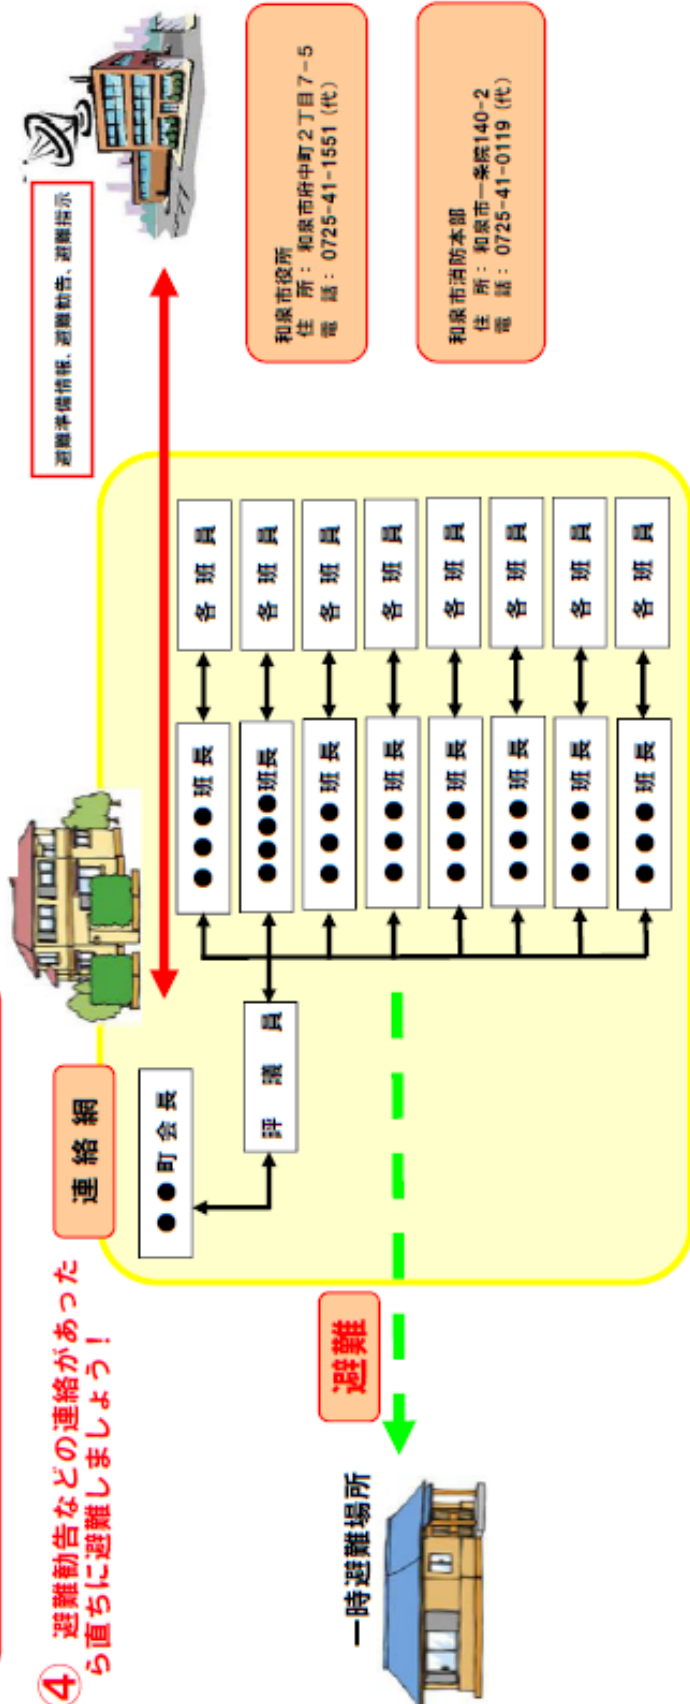 ④ 避難勧告などの連絡があった
ら直ちに避難しましょう！
連絡網
避難準備情報、避難勧告、避難指示
●●町会長
評議員
●●●班長
各班員
●●●●班長
各班員
●●●班長
各班員
●●●班長
各班員
●●●班長
各班員
●●●班長
各班員
●●●班長
各班員
●●●班長
各班員
避難
一時避難場所
和泉市役所
住　所：和泉市府中町２丁目７−５
電　話：0725-41-1551（代）
和泉市消防本部
住　所：和泉市一条院140-2
電　話：0725-41-0119（代）